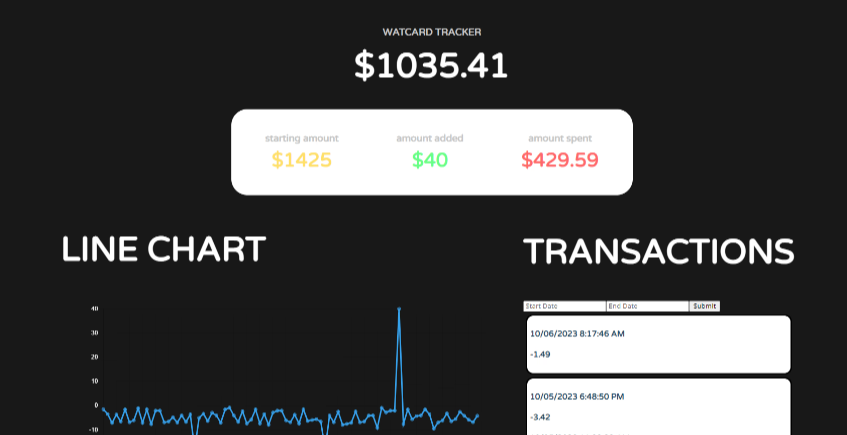 WATCARD TRACKER
$1035.41
starting amount amount added amount spent
$1425 $40 $429.59
LINE CHART
TRANSACTIONS
Start Date End Date Submit
40
30
20
10
0
-10
10/06/2023 8:17:46 AM
-1.49
10/05/2023 6:48:50 PM
-3.42